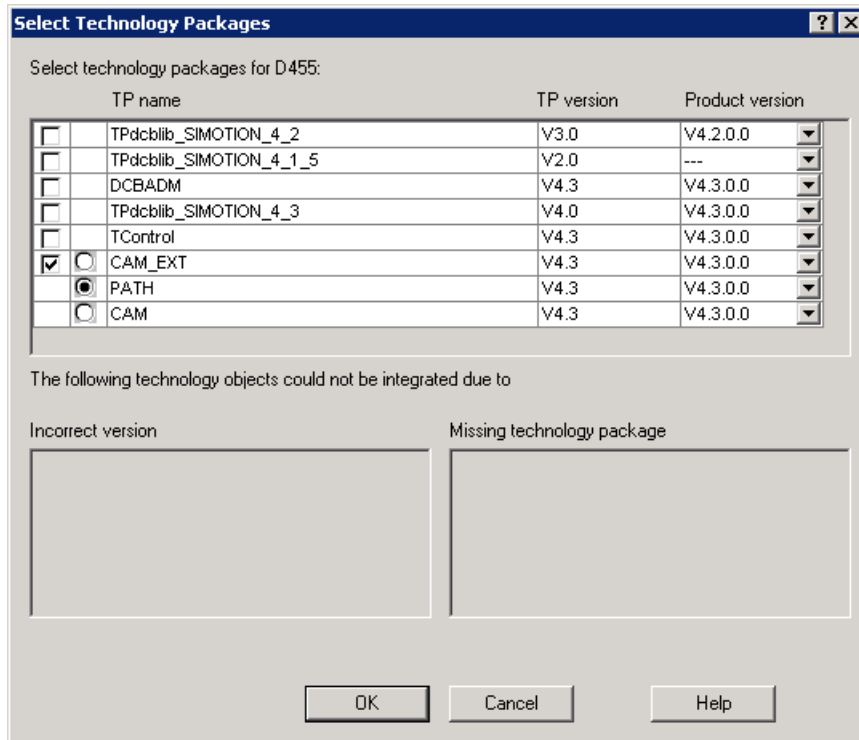 Select Technology Packages
Select technology packages for D455:
TP name TP version Product version
TPdcblib_SIMOTION_4_2 V3.0 V4.2.0.0
TPdcblib_SIMOTION_4_1_5 V2.0 ---
DCBADM V4.3 V4.3.0.0
TPdcblib_SIMOTION_4_3 V4.0 V4.3.0.0
TControl V4.3 V4.3.0.0
CAM_EXT V4.3 V4.3.0.0
PATH V4.3 V4.3.0.0
CAM V4.3 V4.3.0.0
The following technology objects could not be integrated due to
Incorrect version Missing technology package
OK Cancel Help